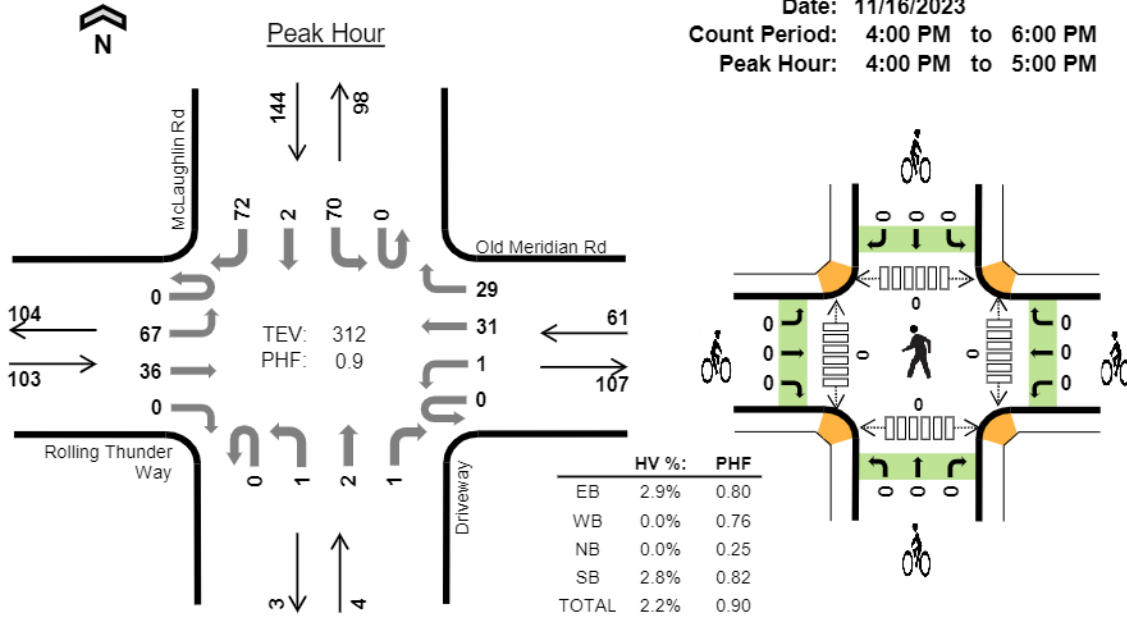 N
Peak Hour
Date: 11/16/2023
Count Period: 4:00 PM to 6:00 PM
Peak Hour: 4:00 PM to 5:00 PM
144
98
McLaughlin Rd
72
2
70
0
Old Meridian Rd
0
67
36
0
104
103
TEV: 312
PHF: 0.9
29
31
1
0
61
107
Rolling Thunder
Way
0
1
2
1
Driveway
3
4
HV %: PHF
EB 2.9% 0.80
WB 0.0% 0.76
NB 0.0% 0.25
SB 2.8% 0.82
TOTAL 2.2% 0.90
0 0 0
0
0
0
0
0
0
0
0
0
0
0
0 0 0